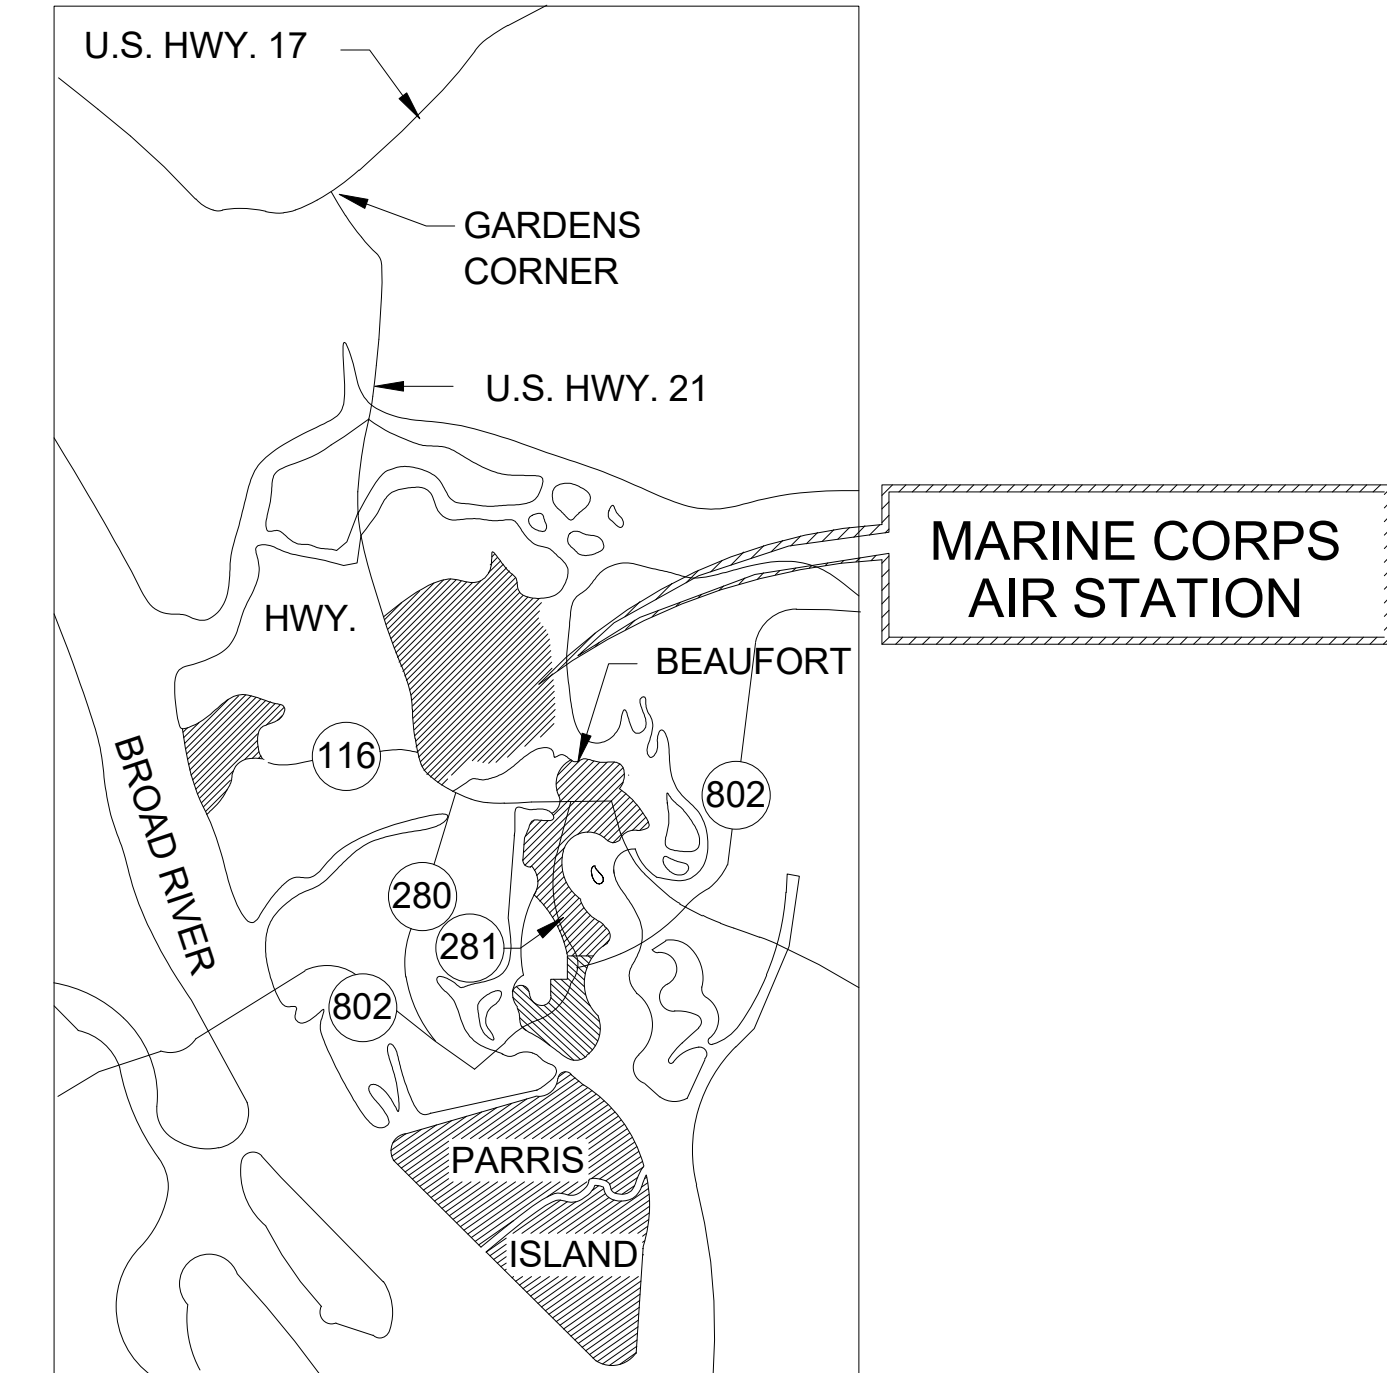 U.S. HWY. 17
GARDENS
CORNER
U.S. HWY. 21
MARINE CORPS
AIR STATION
HWY.
BEAUFORT
116
BROAD RIVER
802
280
281
802
PARRIS
ISLAND